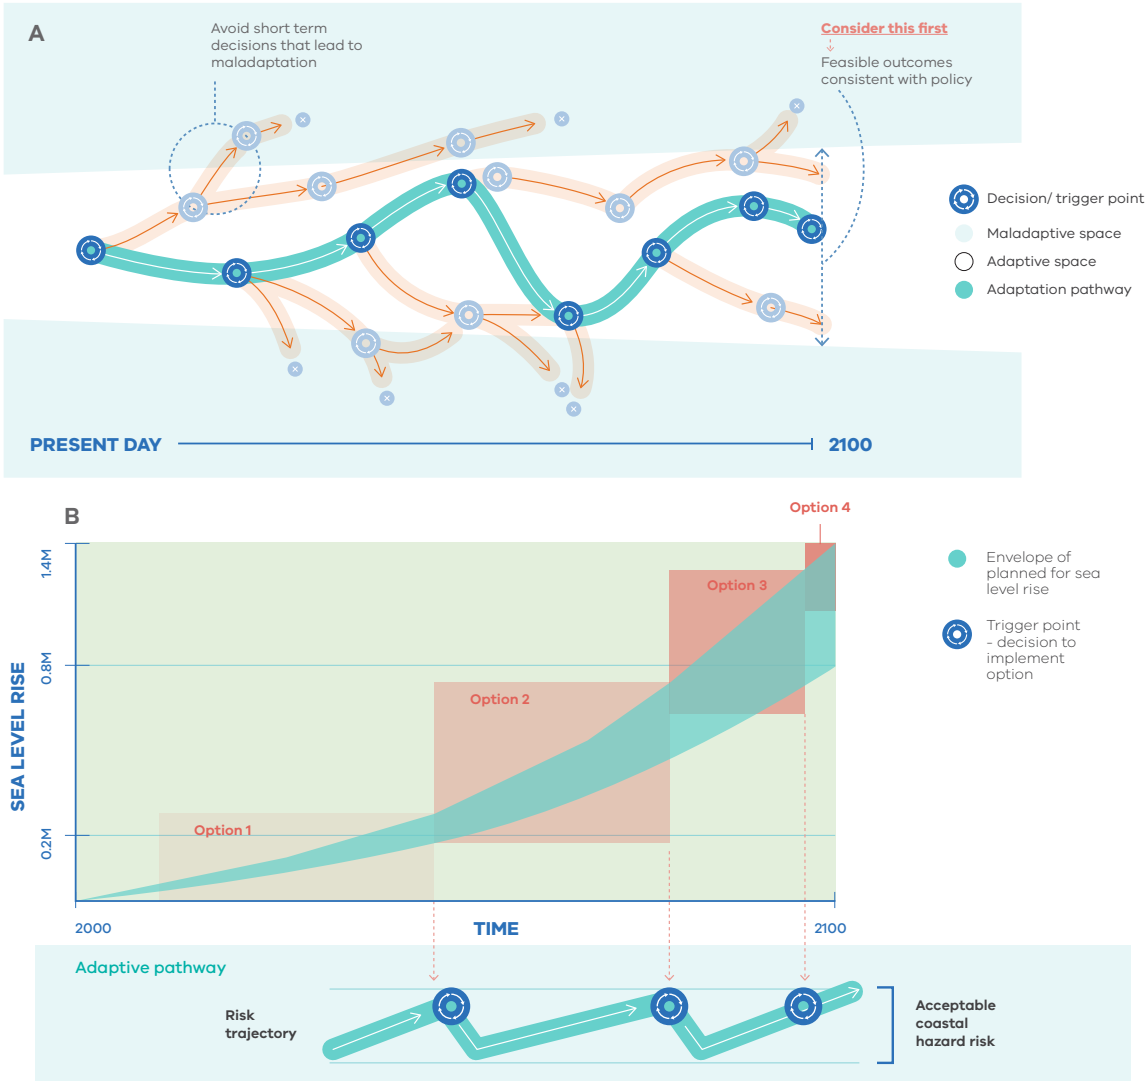 A
Avoid short term
decisions that lead to
maladaptation
Consider this first
Feasible outcomes
consistent with policy
Decision/ trigger point
Maladaptive space
Adaptive space
Adaptation pathway
PRESENT DAY
2100
B
Option 4
1.4M
Option 3
0.8M
Option 2
Option 1
0.2M
SEA LEVEL RISE
2000
TIME
2100
Envelope of
planned for sea
level rise
Trigger point
- decision to
implement
option
Adaptive pathway
Risk
trajectory
Acceptable
coastal
hazard risk